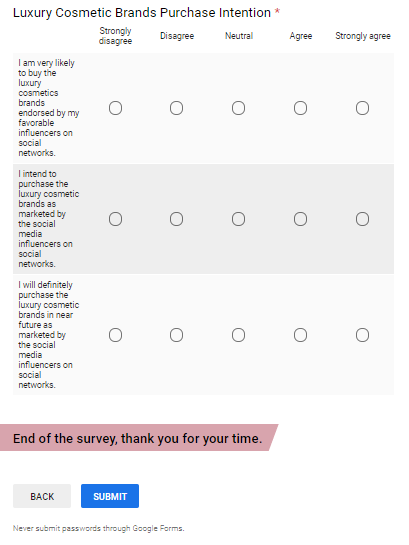 Luxury Cosmetic Brands Purchase Intention *
Strongly
disagree
Disagree
Neutral
Agree
Strongly agree
I am very likely
to buy the
luxury
cosmetics
brands
endorsed by my
favorable
influencers on
social
networks.
I intend to
purchase the
luxury cosmetic
brands as
marketed by
the social
media
influencers on
social
networks.
I will definitely
purchase the
luxury cosmetic
brands in near
future as
marketed by
the social
media
influencers on
social
networks.
End of the survey, thank you for your time.
BACK
SUBMIT
Never submit passwords through Google Forms.